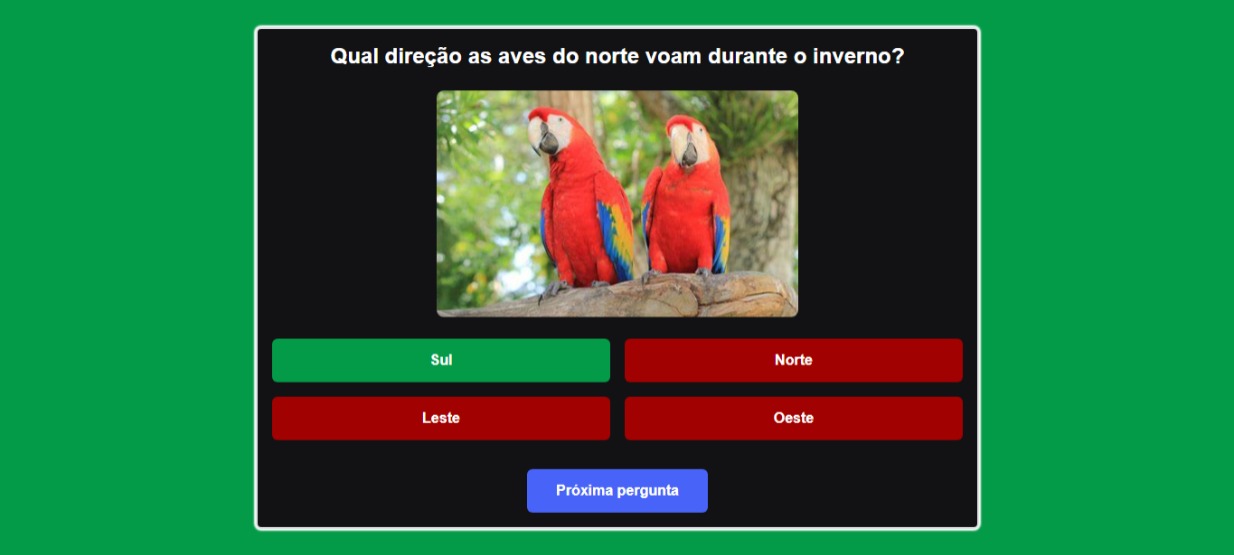 Qual direção as aves do norte voam durante o inverno?
Sul
Norte
Leste
Oeste
Próxima pergunta